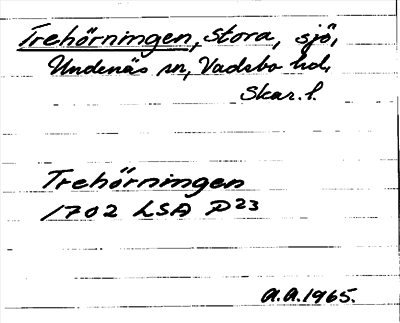 Trehörningen, Stora, sjö,
Undenäs sn, Vadsbo hd,
Skar. l.
Trehörningen
1702 LSA P23
A.A. 1965.